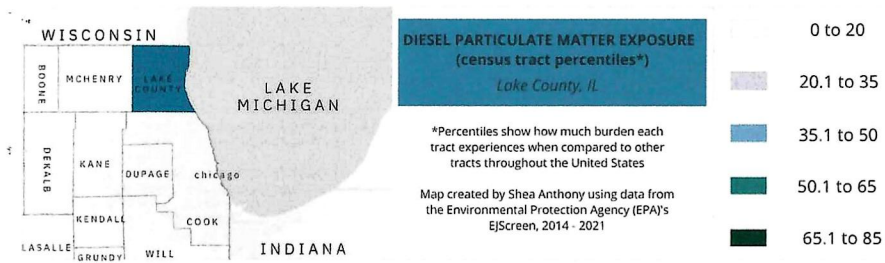 WISCONSIN
BOONE
MCHENRY
LAKE
COUNTY
LAKE
MICHIGAN
DEKALB
KANE
DUPAGE
chicago
KENDALL
COOK
LASALLE
GRUNDY
WILL
INDIANA
DIESEL PARTICULATE MATTER EXPOSURE
(census tract percentiles*)
Lake County, IL
*Percentiles show how much burden each
tract experiences when compared to other
tracts throughout the United States
Map created by Shea Anthony using data from
the Environmental Protection Agency (EPA)'s
EJScreen, 2014 - 2021
0 to 20
20.1 to 35
35.1 to 50
50.1 to 65
65.1 to 85